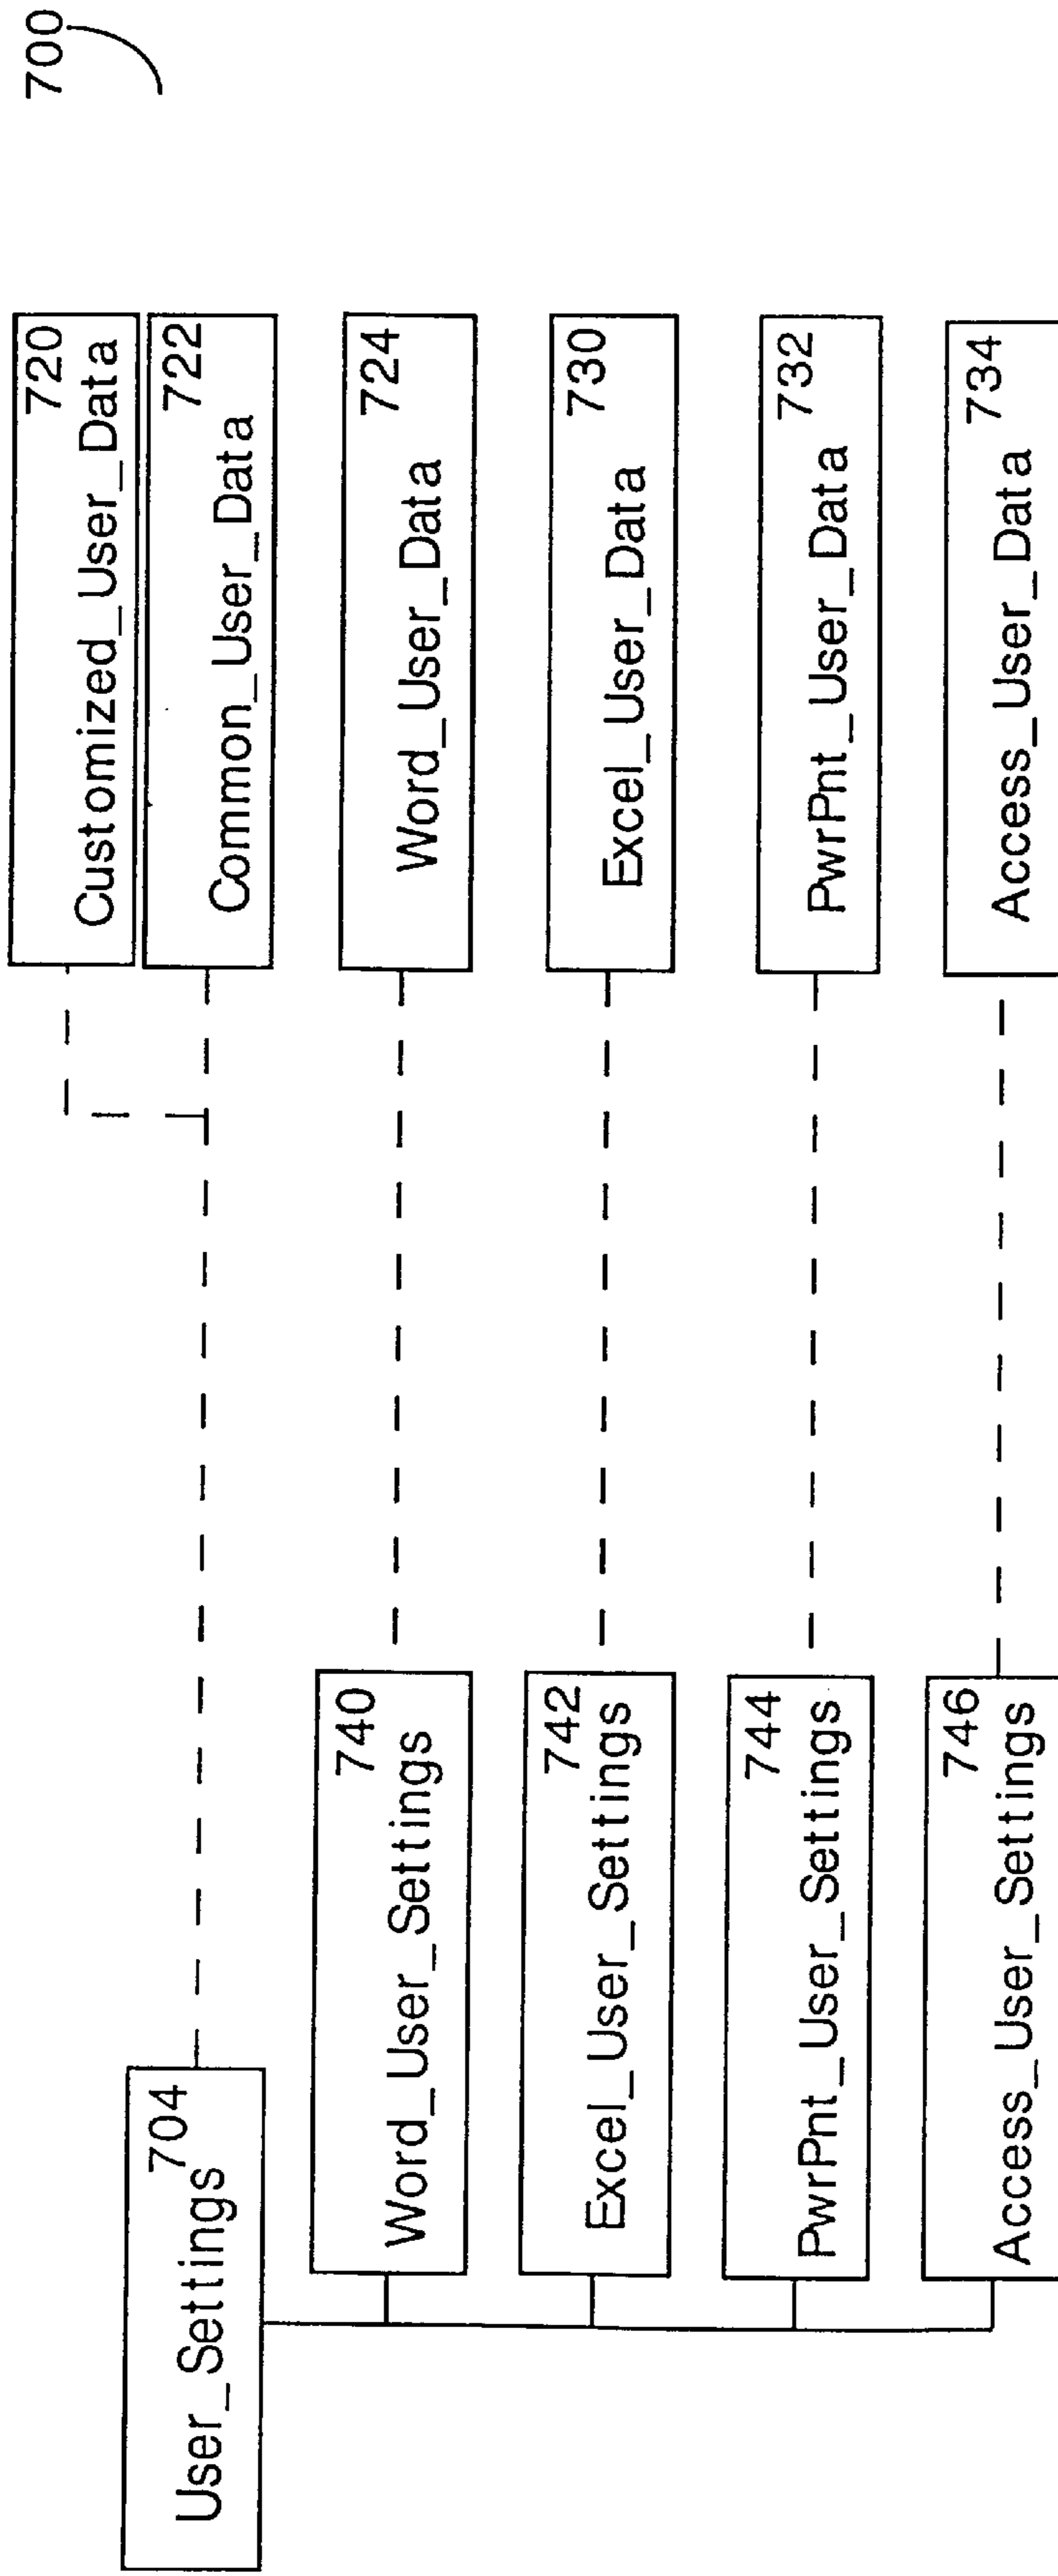 700
720
Customized_User_Data
704
User_Settings
722
Common_User_Data
740
Word_User_Settings
724
Word_User_Data
742
Excel_User_Settings
730
Excel_User_Data
744
PwrPnt_User_Settings
732
PwrPnt_User_Data
746
Access_User_Settings
734
Access_User_Data